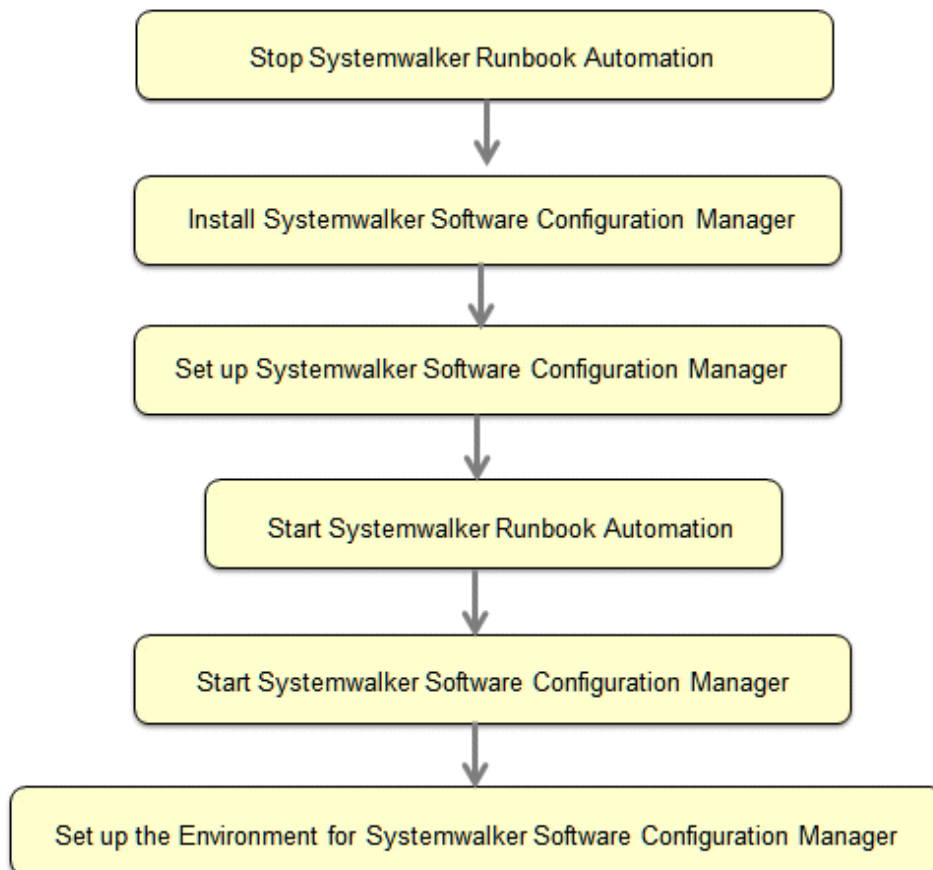 Stop Systemwalker Runbook Automation
Install Systemwalker Software Configuration Manager
Set up Systemwalker Software Configuration Manager
Start Systemwalker Runbook Automation
Start Systemwalker Software Configuration Manager
Set up the Environment for Systemwalker Software Configuration Manager